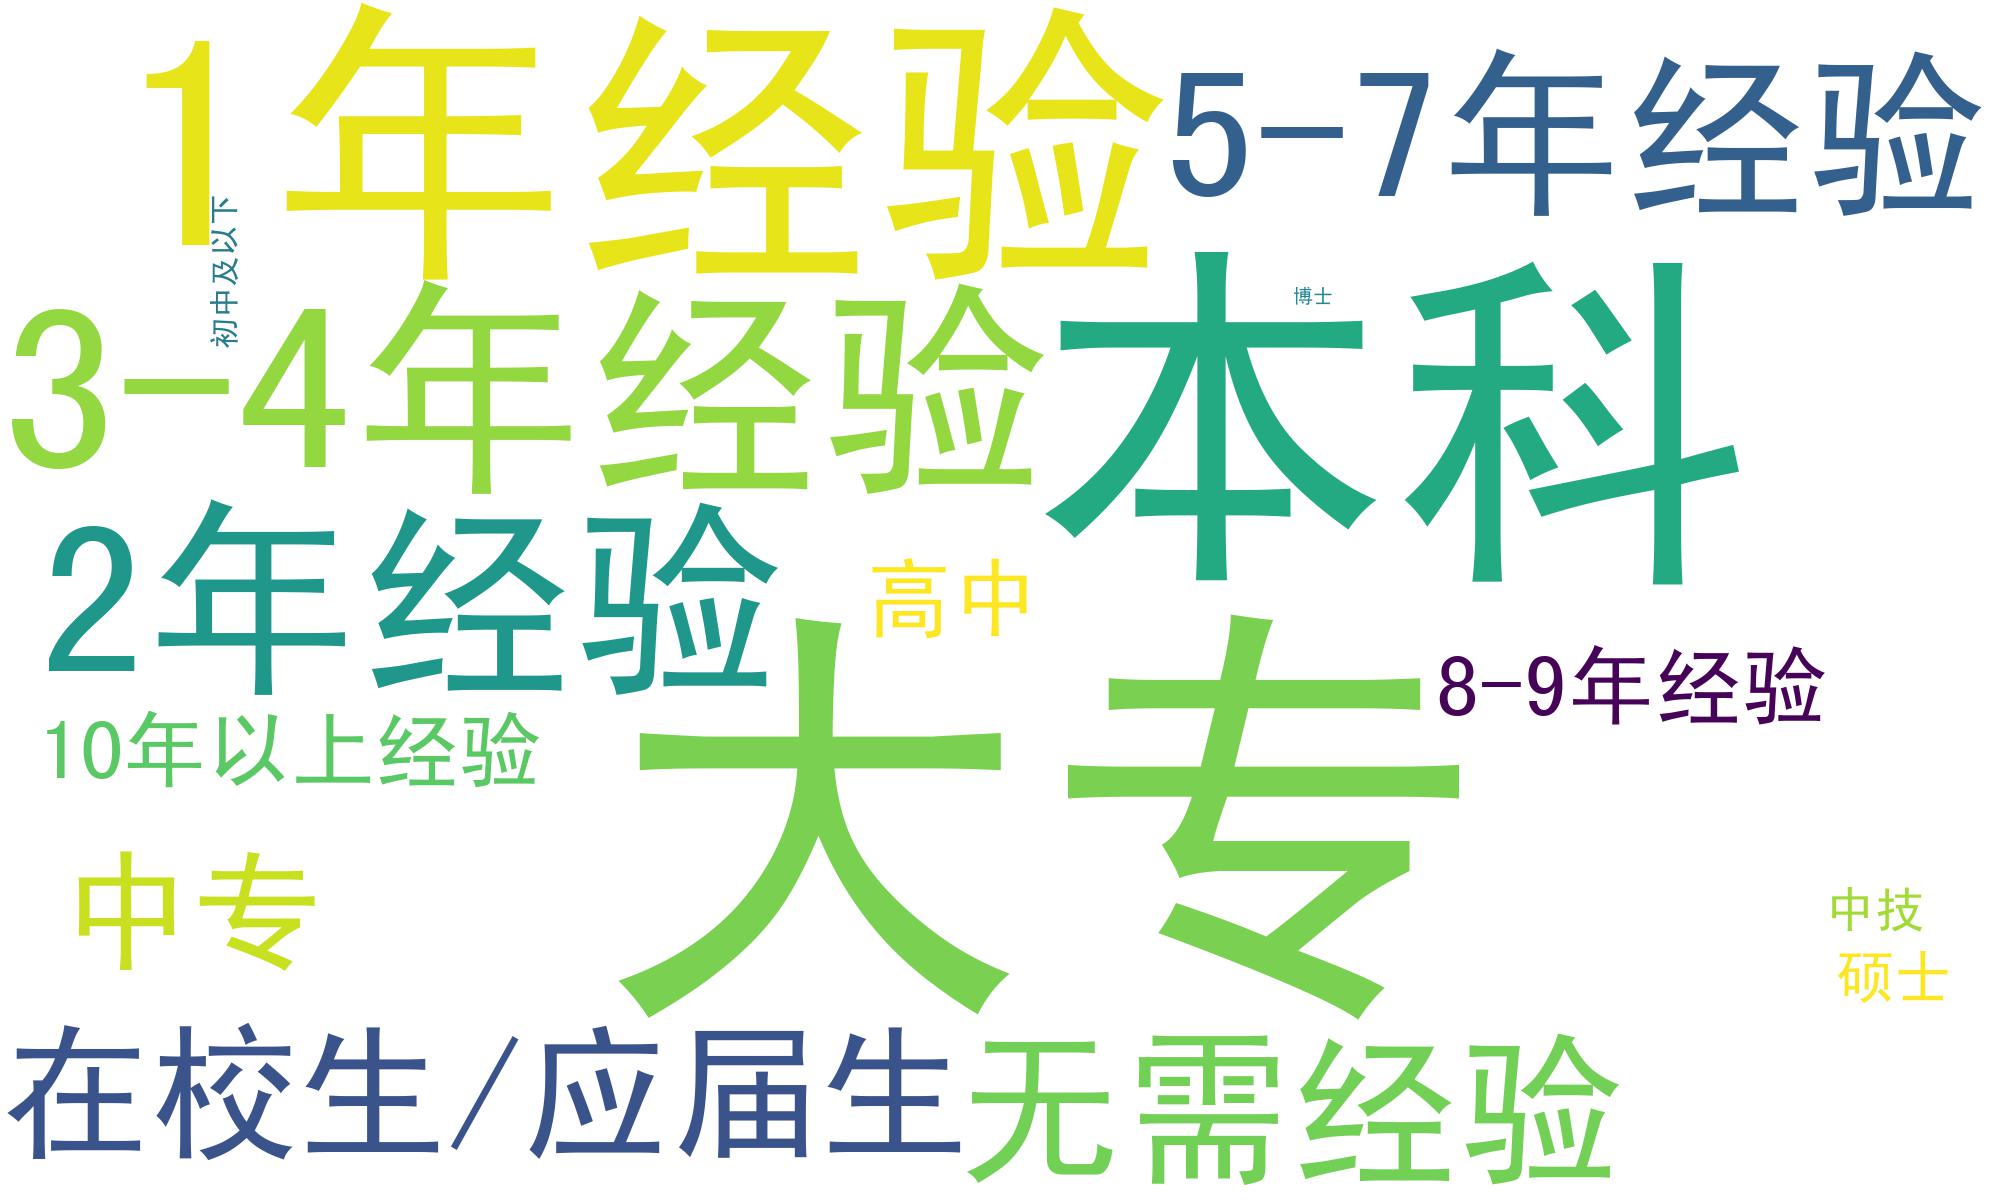 1年经验
5-7年经验
初中及以下
3-4年经验
博士
本科
2年经验
高中
8-9年经验
10年以上经验
大专
中专
中技
硕士
在校生/应届生
无需经验